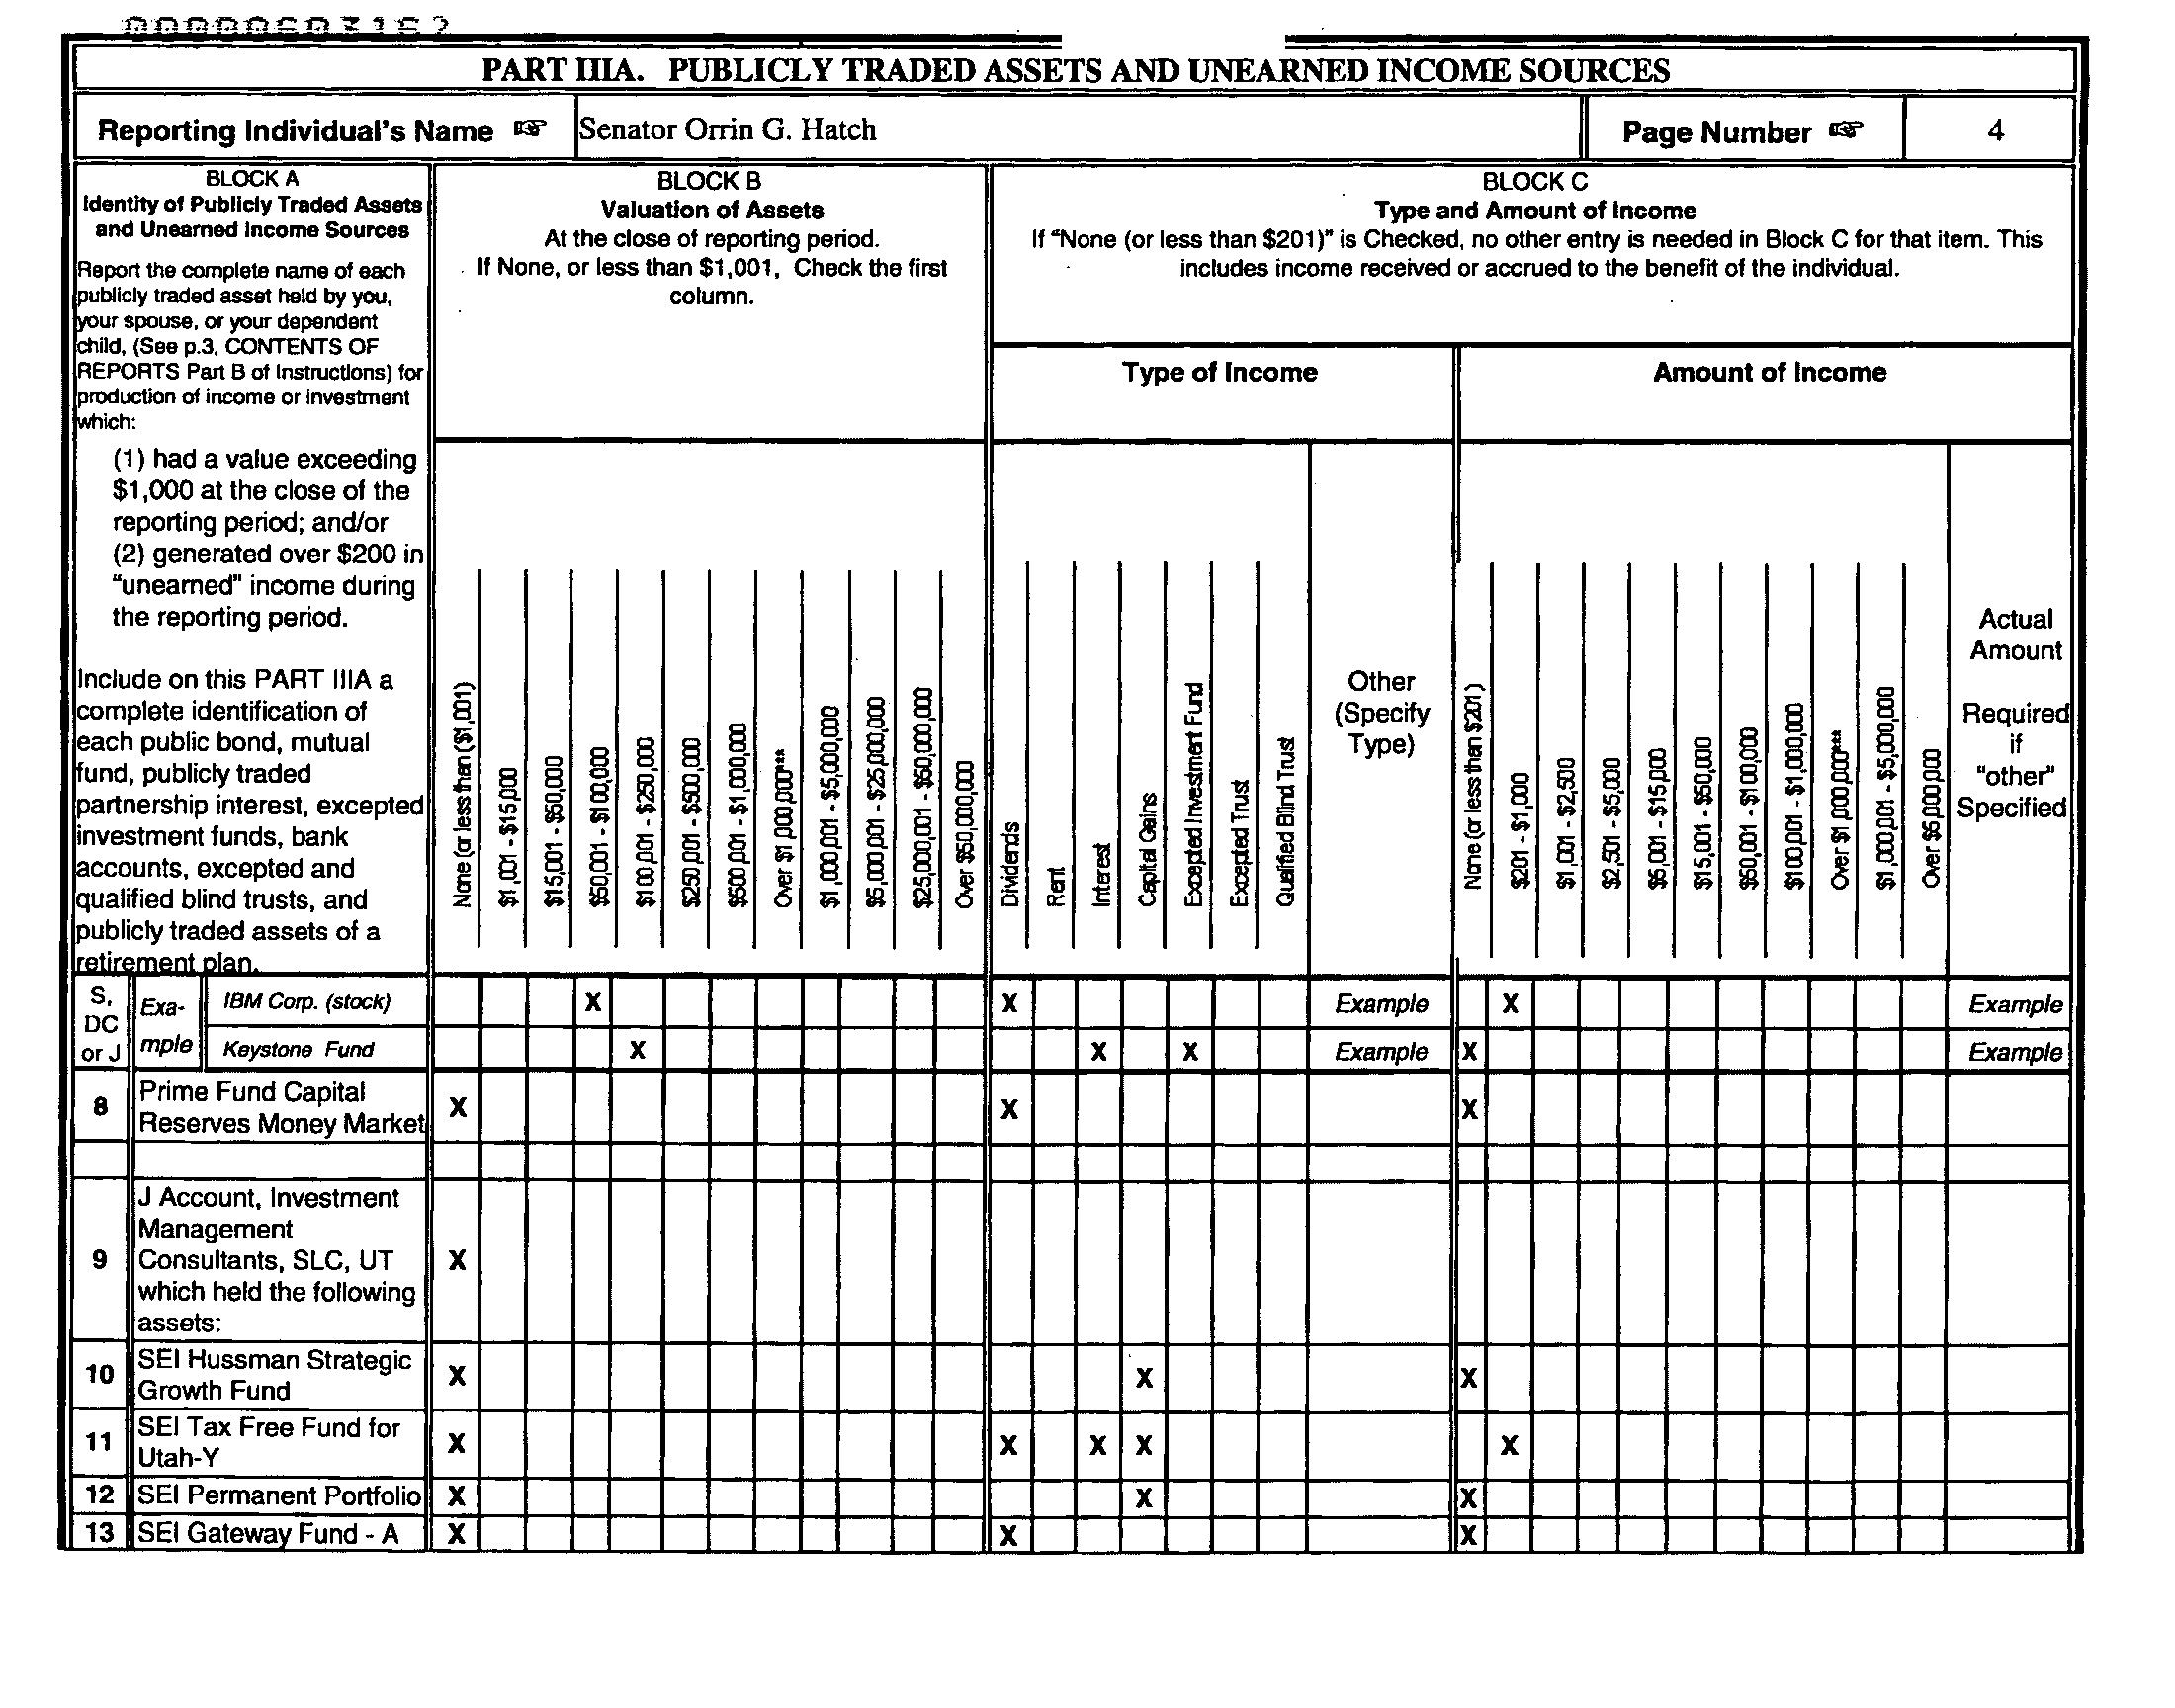 000000603162
PART IIIA. PUBLICLY TRADED ASSETS AND UNEARNED INCOME SOURCES
Reporting Individual's Name ☞ Senator Orrin G. Hatch Page Number ☞ 4
BLOCK A
Identity of Publicly Traded Assets
and Unearned Income Sources
Report the complete name of each
publicly traded asset held by you,
your spouse, or your dependent
child, (See p.3, CONTENTS OF
REPORTS Part B of Instructions) for
production of income or investment
which:
(1) had a value exceeding
$1,000 at the close of the
reporting period; and/or
(2) generated over $200 in
"unearned" income during
the reporting period.
Include on this PART IIIA a
complete identification of
each public bond, mutual
fund, publicly traded
partnership interest, excepted
investment funds, bank
accounts, excepted and
qualified blind trusts, and
publicly traded assets of a
retirement plan.
BLOCK B
Valuation of Assets
At the close of reporting period.
If None, or less than $1,001, Check the first
column.
None (or less than ($1,001)
$1,001 - $15,000
$15,001 - $50,000
$50,001 - $100,000
$100,001 - $250,000
$250,001 - $500,000
$500,001 - $1,000,000
Over $1,000,000***
$1,000,001 - $5,000,000
$5,000,001 - $25,000,000
$25,000,001 - $50,000,000
Over $50,000,000
BLOCK C
Type and Amount of Income
If "None (or less than $201)" is Checked, no other entry is needed in Block C for that item. This
includes income received or accrued to the benefit of the individual.
Type of Income
Dividends
Rent
Interest
Capital Gains
Excepted Investment Fund
Excepted Trust
Qualified Blind Trust
Other
(Specify
Type)
Amount of Income
None (or less than $201)
$201 - $1,000
$1,001 - $2,500
$2,501 - $5,000
$5,001 - $15,000
$15,001 - $50,000
$50,001 - $100,000
$100,001 - $1,000,000
Over $1,000,000***
$1,000,001 - $5,000,000
Over $5,000,000
Actual
Amount
Required
if
"other"
Specified
S,
DC
or J
Exa-
mple
IBM Corp. (stock) X X Example X Example
Keystone Fund X X X Example X Example
8 Prime Fund Capital
Reserves Money Market X X X
9 J Account, Investment
Management
Consultants, SLC, UT X
which held the following
assets:
10 SEI Hussman Strategic
Growth Fund X X X
11 SEI Tax Free Fund for
Utah-Y X X X X X
12 SEI Permanent Portfolio X X X
13 SEI Gateway Fund - A X X X